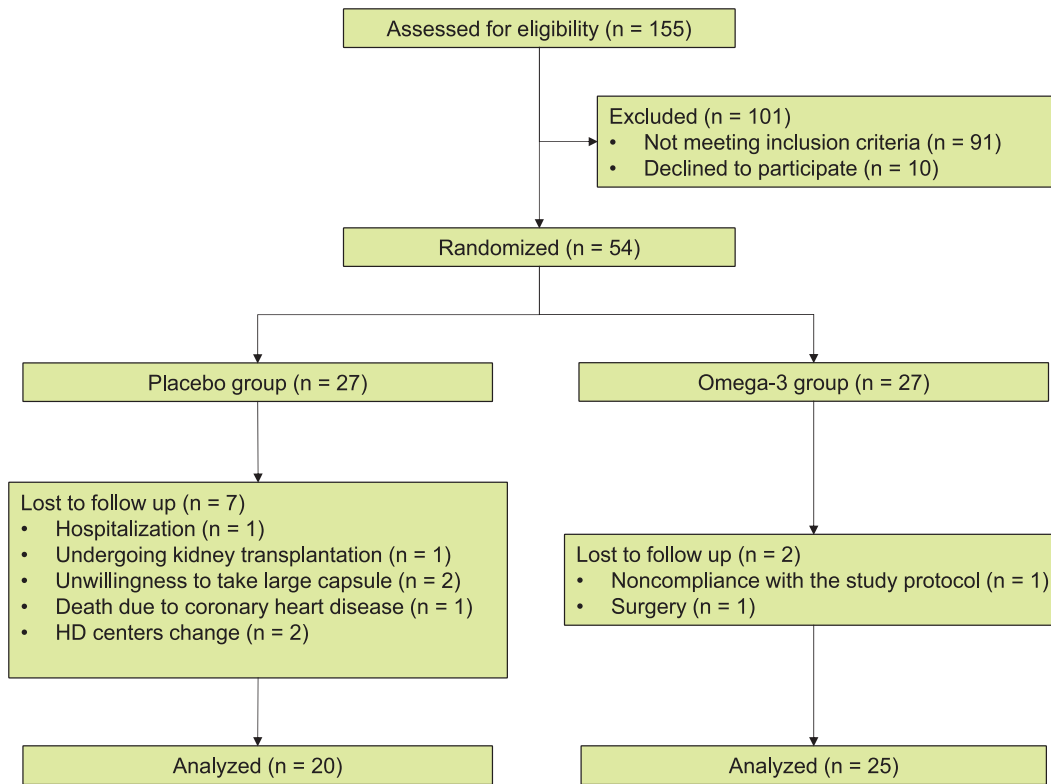 Assessed for eligibility (n = 155)
Excluded (n = 101)
• Not meeting inclusion criteria (n = 91)
• Declined to participate (n = 10)
Randomized (n = 54)
Placebo group (n = 27)
Omega-3 group (n = 27)
Lost to follow up (n = 7)
• Hospitalization (n = 1)
• Undergoing kidney transplantation (n = 1)
• Unwillingness to take large capsule (n = 2)
• Death due to coronary heart disease (n = 1)
• HD centers change (n = 2)
Lost to follow up (n = 2)
• Noncompliance with the study protocol (n = 1)
• Surgery (n = 1)
Analyzed (n = 20)
Analyzed (n = 25)